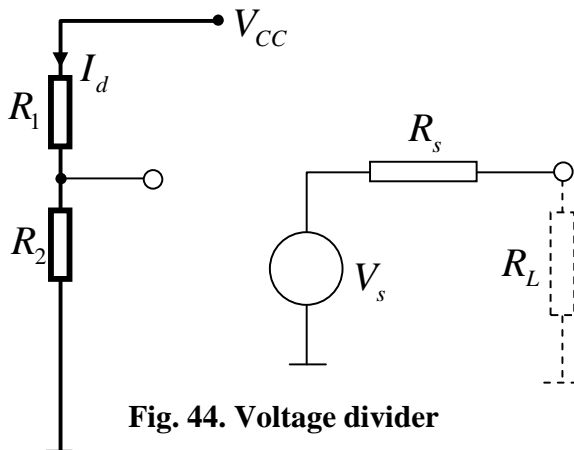 V_CC
I_d
R_1
R_s
R_2
V_s
R_L
Fig. 44. Voltage divider